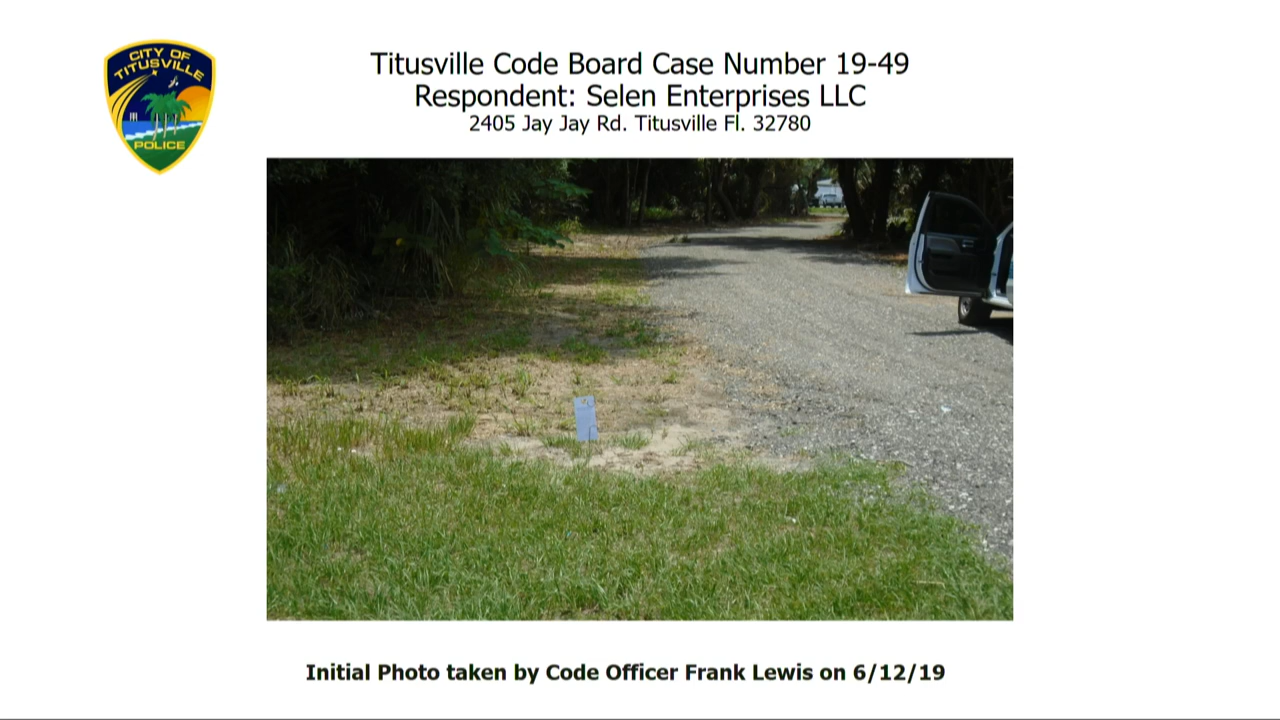 CITY OF
TITUSVILLE
POLICE
Titusville Code Board Case Number 19-49
Respondent: Selen Enterprises LLC
2405 Jay Jay Rd. Titusville Fl. 32780
Initial Photo taken by Code Officer Frank Lewis on 6/12/19